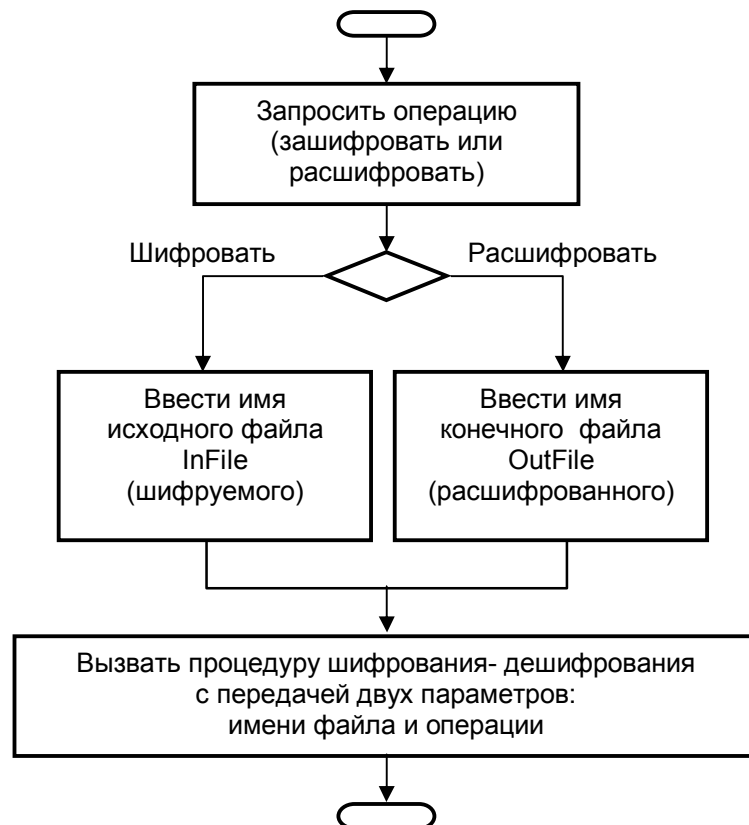 Запросить операцию
(зашифровать или
расшифровать)
Шифровать
Расшифровать
Ввести имя
исходного файла
InFile
(шифруемого)
Ввести имя
конечного файла
OutFile
(расшифрованного)
Вызвать процедуру шифрования- дешифрования
с передачей двух параметров:
имени файла и операции